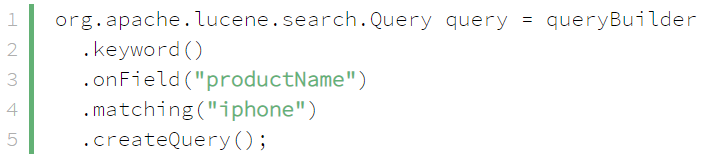 1 org.apache.lucene.search.Query query = queryBuilder
2   .keyword()
3   .onField("productName")
4   .matching("iphone")
5   .createQuery();